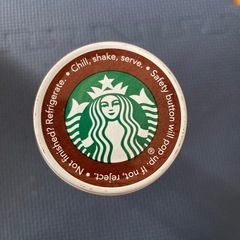 • Chill, shake, serve. • Safety button will pop up. If not, reject. • Not finished? Refrigerate.
®